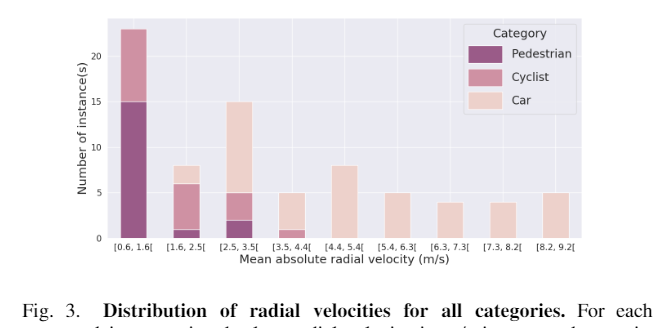 Category
Pedestrian
Cyclist
Car
Number of instance(s)
20
15
10
5
0
[0.6, 1.6[ [1.6, 2.5[ [2.5, 3.5[ [3.5, 4.4[ [4.4, 5.4[ [5.4, 6.3[ [6.3, 7.3[ [7.3, 8.2[ [8.2, 9.2[
Mean absolute radial velocity (m/s)
Fig. 3. Distribution of radial velocities for all categories. For each